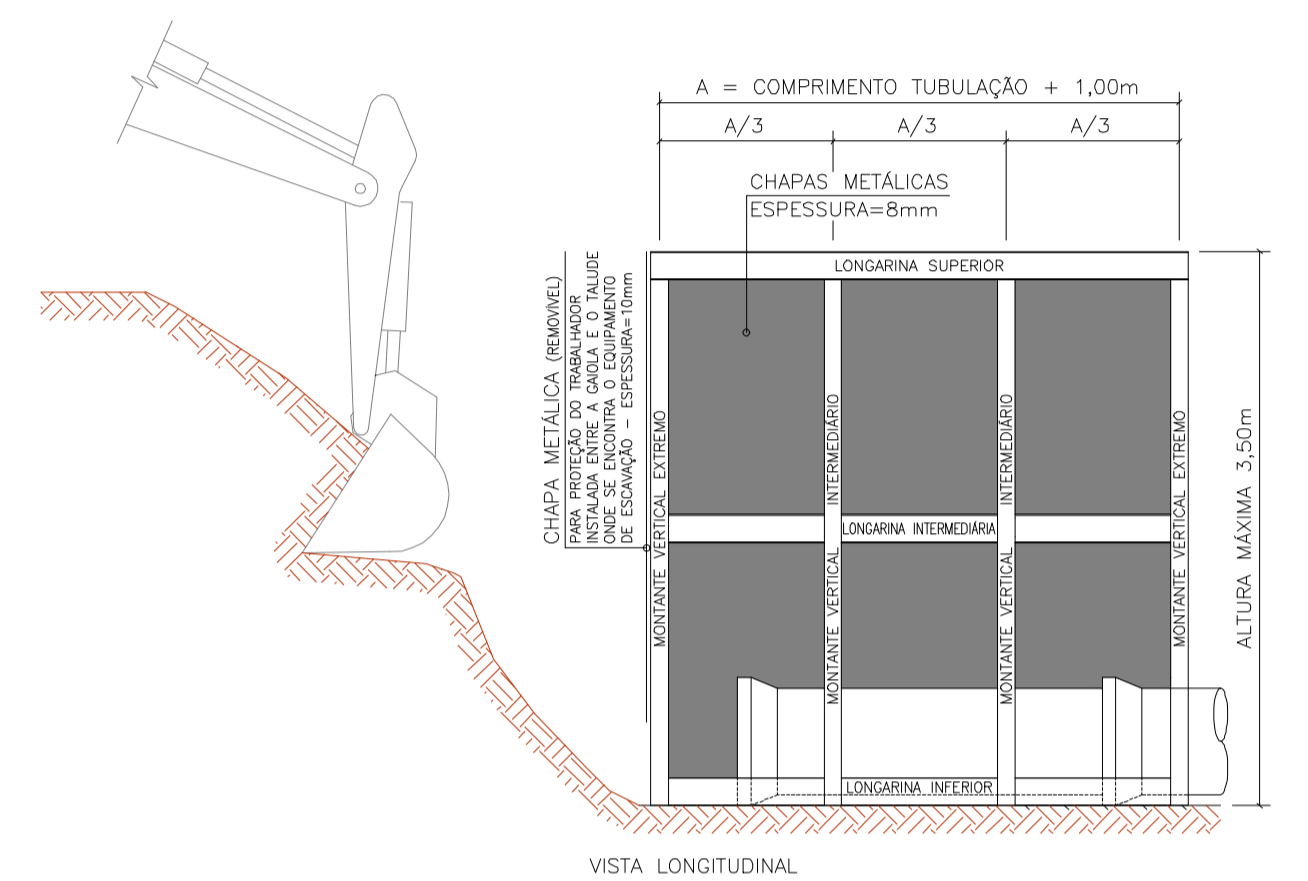 A = COMPRIMENTO TUBULAÇÃO + 1,00m
A/3
A/3
A/3
CHAPAS METÁLICAS
ESPESSURA=8mm
LONGARINA SUPERIOR
CHAPA METÁLICA (REMOVÍVEL)
PARA PROTEÇÃO DO TRABALHADOR
INSTALADA ENTRE A GAIOLA E O TALUDE
ONDE SE ENCONTRA O EQUIPAMENTO
DE ESCAVAÇÃO - ESPESSURA=10mm
MONTANTE VERTICAL EXTREMO
MONTANTE VERTICAL INTERMEDIÁRIO
MONTANTE VERTICAL INTERMEDIÁRIO
MONTANTE VERTICAL EXTREMO
LONGARINA INTERMEDIÁRIA
ALTURA MÁXIMA 3,50m
LONGARINA INFERIOR
VISTA LONGITUDINAL